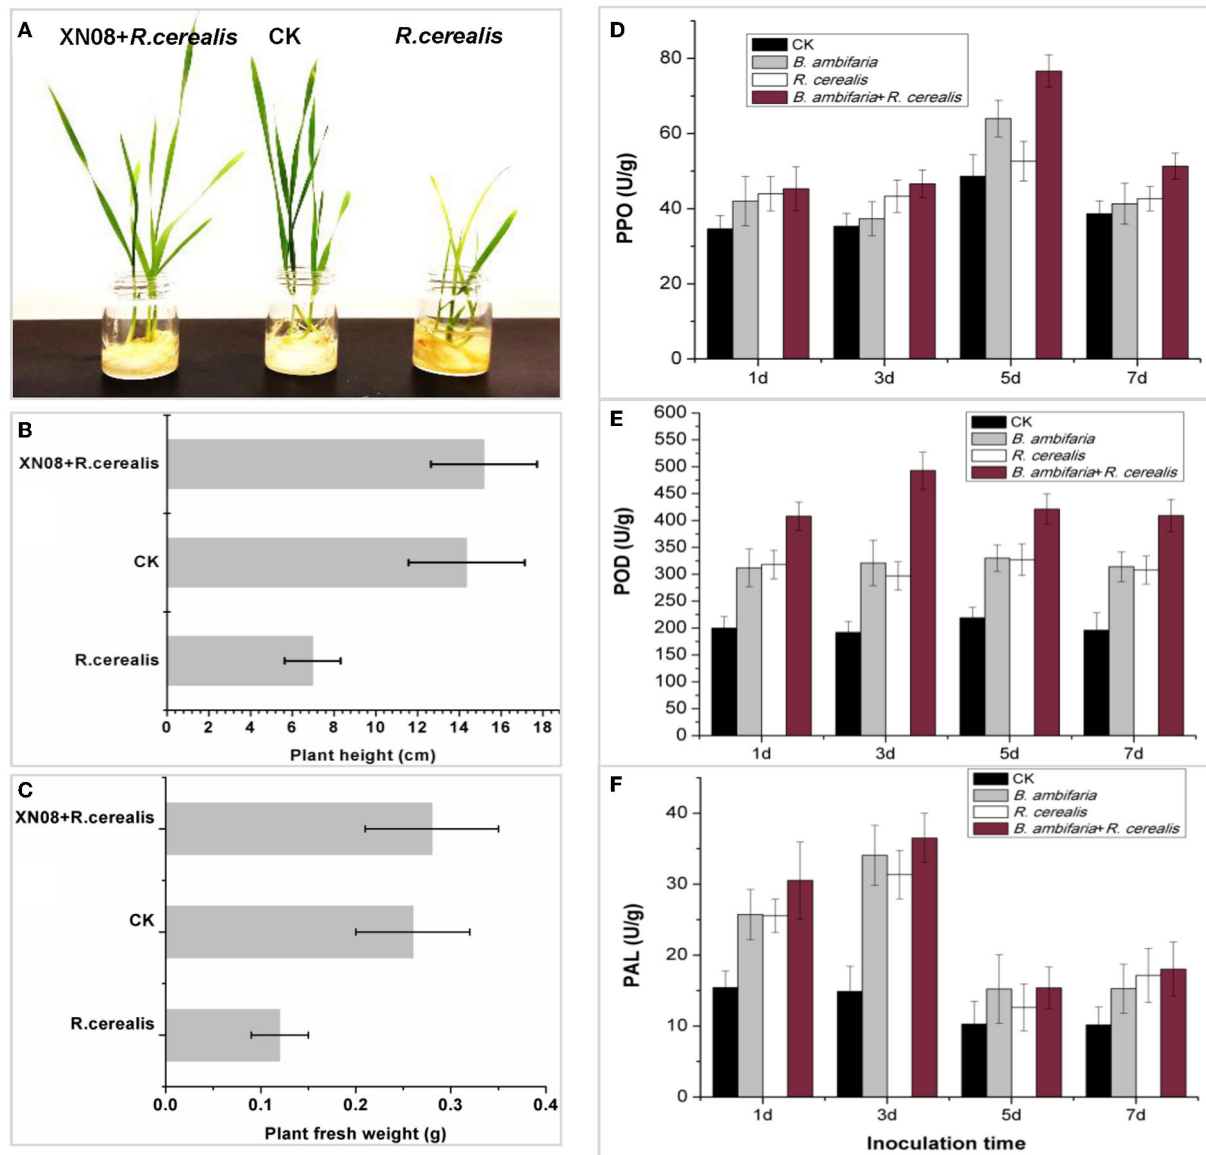 A
XN08+R.cerealis CK R.cerealis
B
XN08+R.cerealis
CK
R.cerealis
0 2 4 6 8 10 12 14 16 18
Plant height (cm)
C
XN08+R.cerealis
CK
R.cerealis
0.0 0.1 0.2 0.3 0.4
Plant fresh weight (g)
D
CK
B. ambifaria
R. cerealis
B. ambifaria+R. cerealis
PPO (U/g)
80
60
40
20
0
1d 3d 5d 7d
E
CK
B. ambifaria
R. cerealis
B. ambifaria+R. cerealis
POD (U/g)
600
550
500
450
400
350
300
250
200
150
100
50
0
1d 3d 5d 7d
F
CK
B. ambifaria
R. cerealis
B. ambifaria+R. cerealis
PAL (U/g)
40
30
20
10
0
1d 3d 5d 7d
Inoculation time